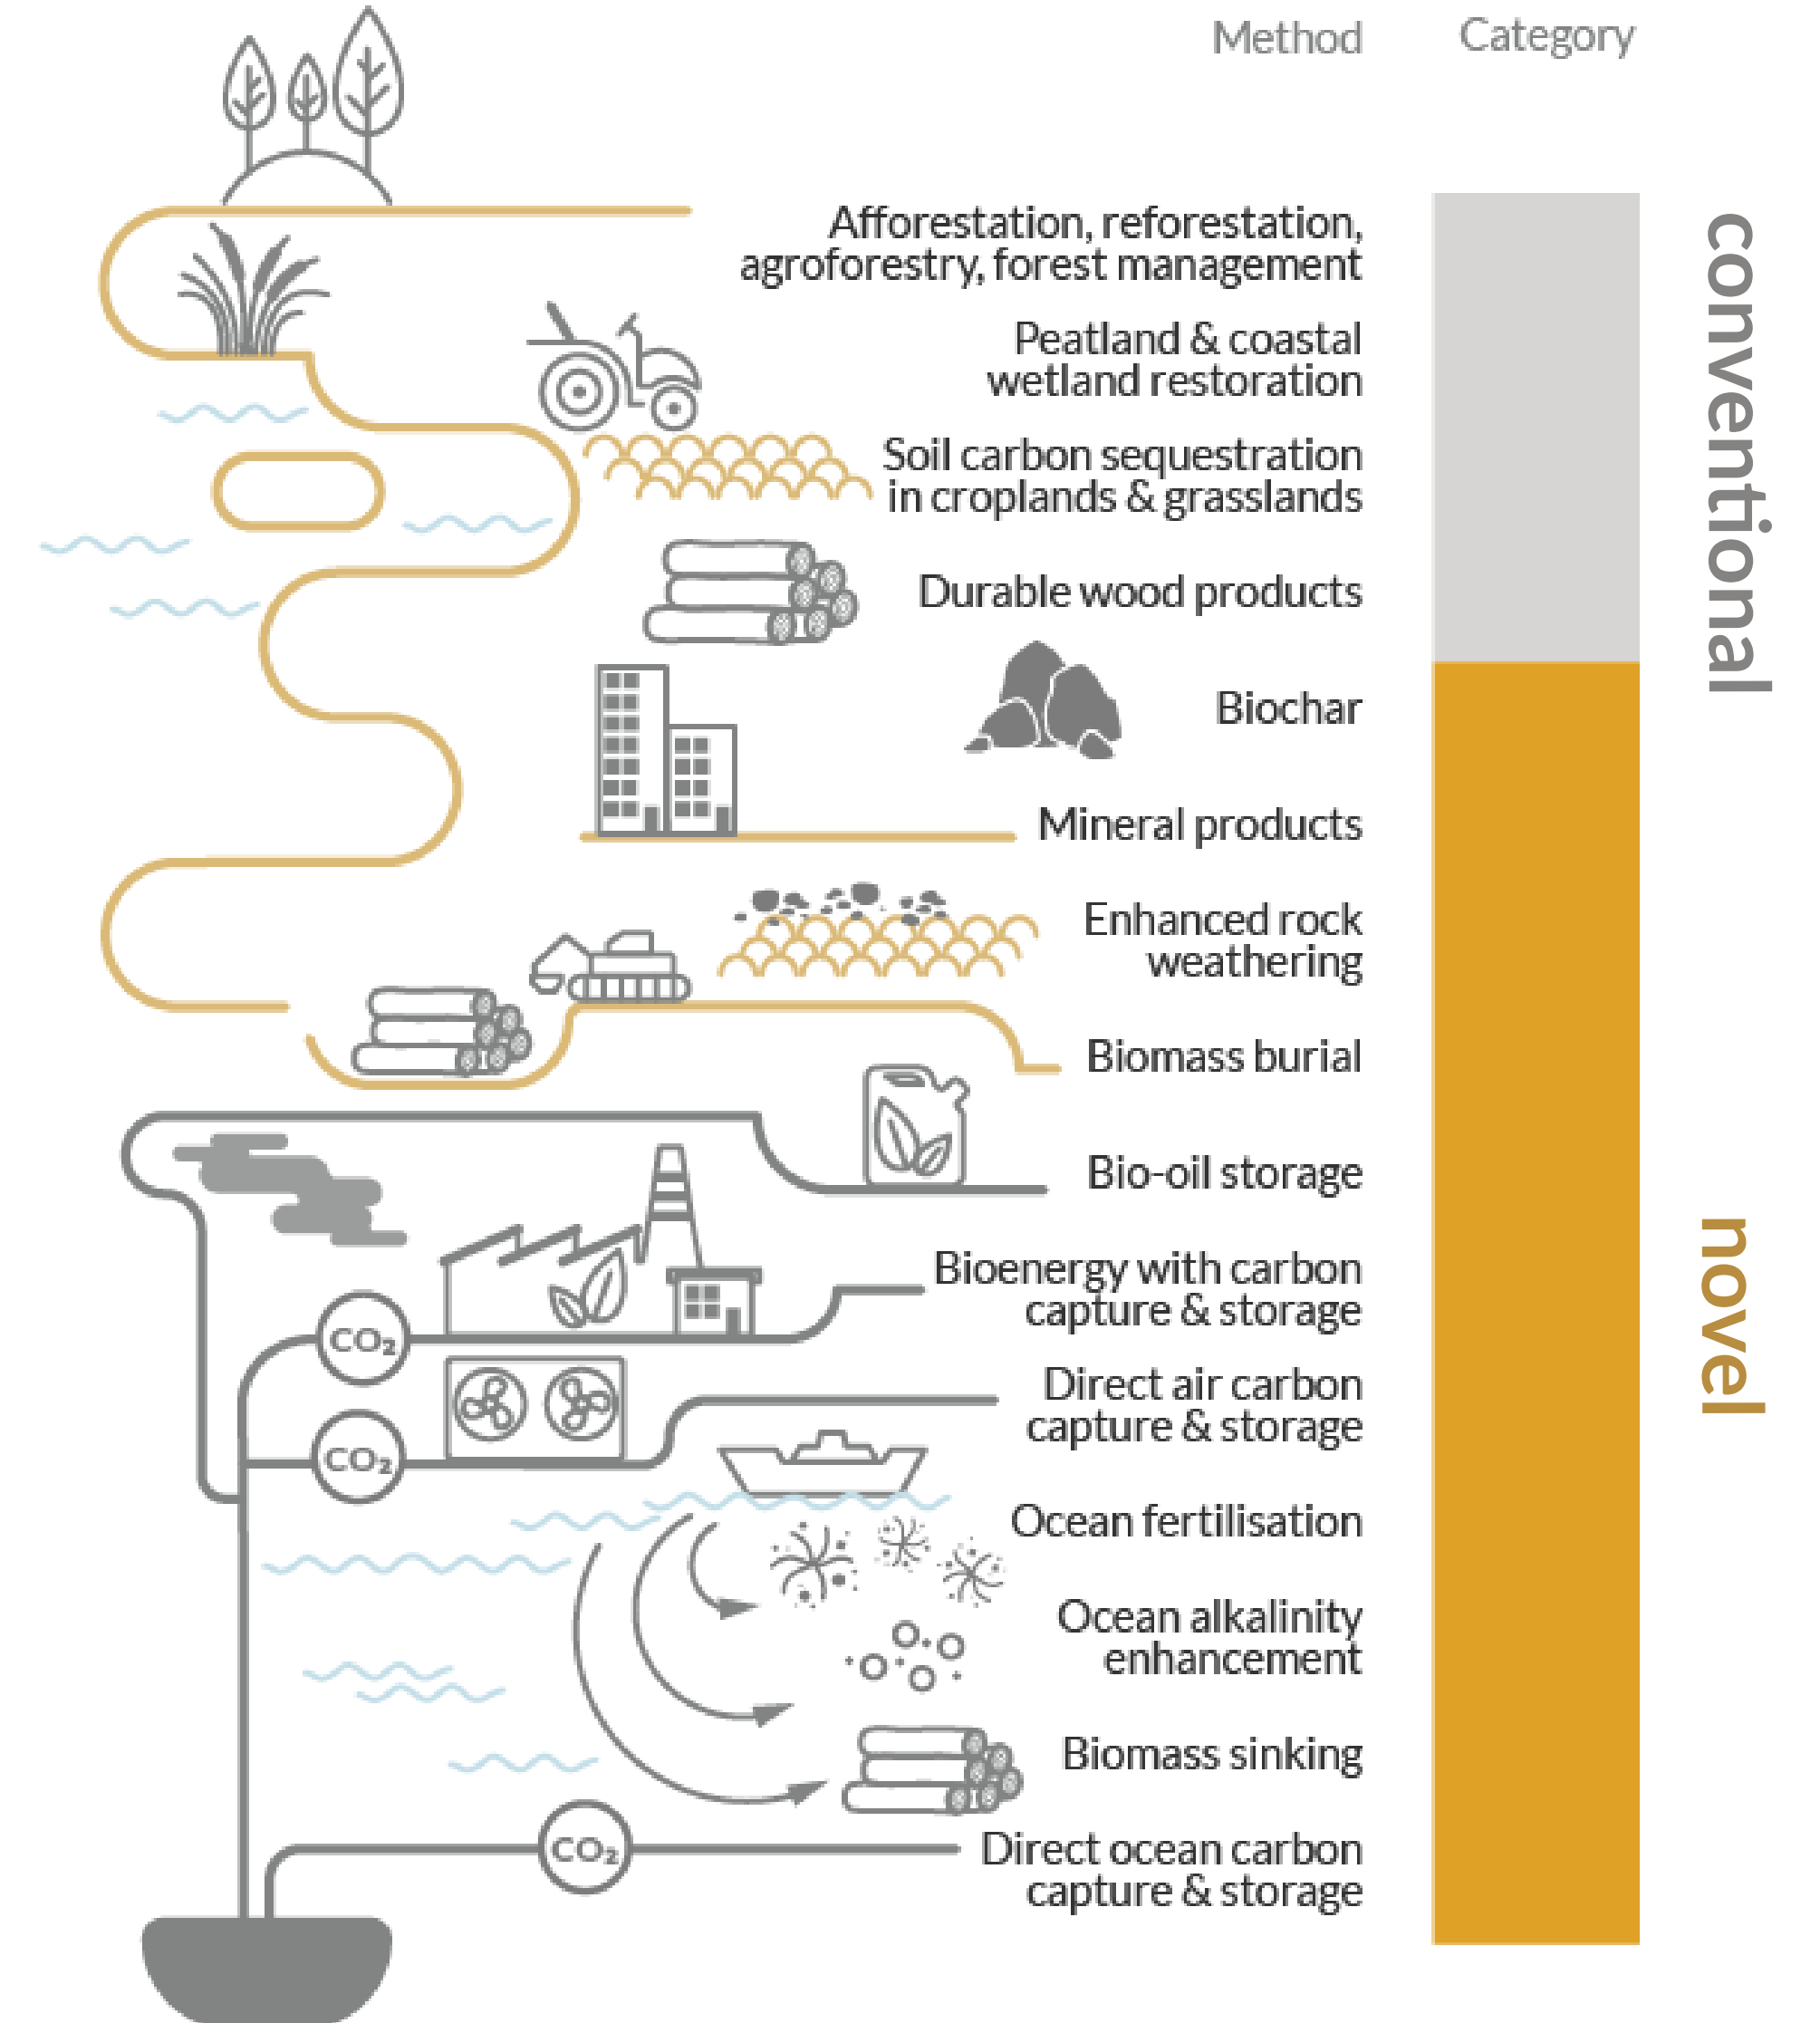 Method
Category
Afforestation, reforestation,
agroforestry, forest management
Peatland & coastal
wetland restoration
Soil carbon sequestration
in croplands & grasslands
Durable wood products
Biochar
Mineral products
Enhanced rock
weathering
Biomass burial
Bio-oil storage
Bioenergy with carbon
capture & storage
CO₂
Direct air carbon
capture & storage
CO₂
Ocean fertilisation
Ocean alkalinity
enhancement
Biomass sinking
CO₂
Direct ocean carbon
capture & storage
conventional
novel